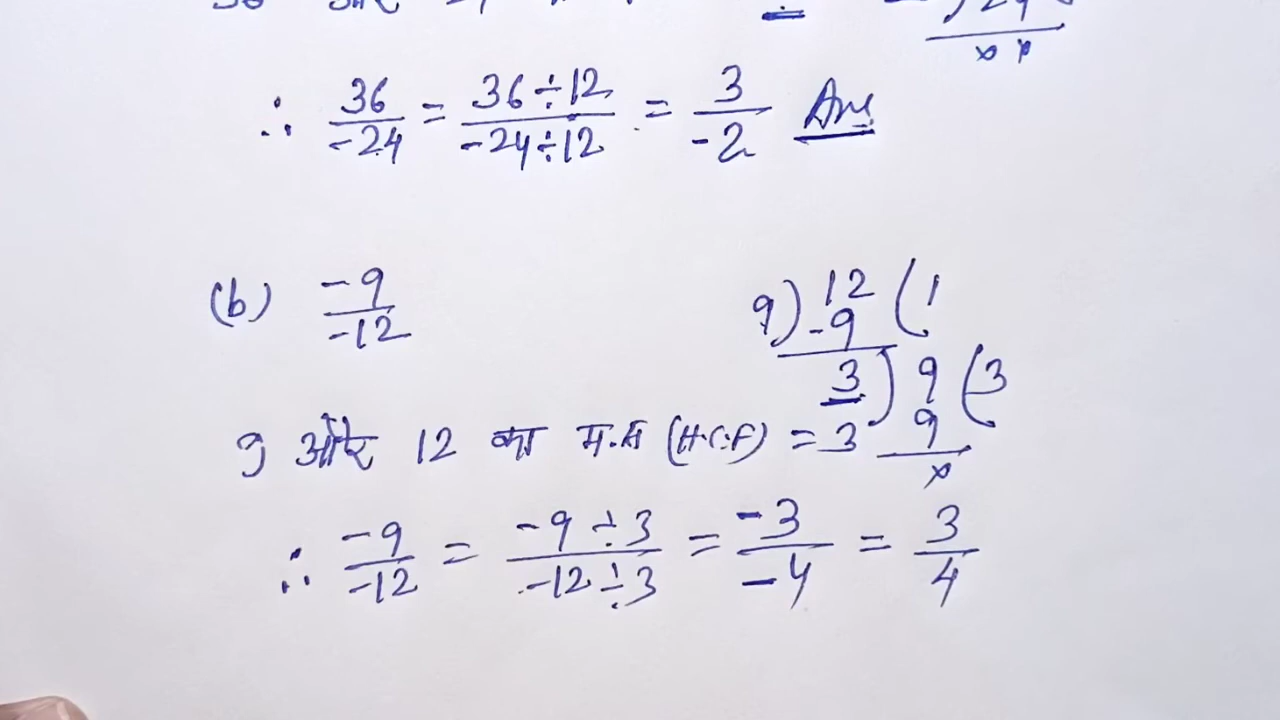 24
× ×
∴ 36/-24 = 36÷12/-24÷12 = 3/-2 Ans
(b) -9/-12
9) 12 (1
-9
3) 9 (3
9
×
9 और 12 का म.स (H.C.F) = 3
∴ -9/-12 = -9÷3/-12÷3 = -3/-4 = 3/4